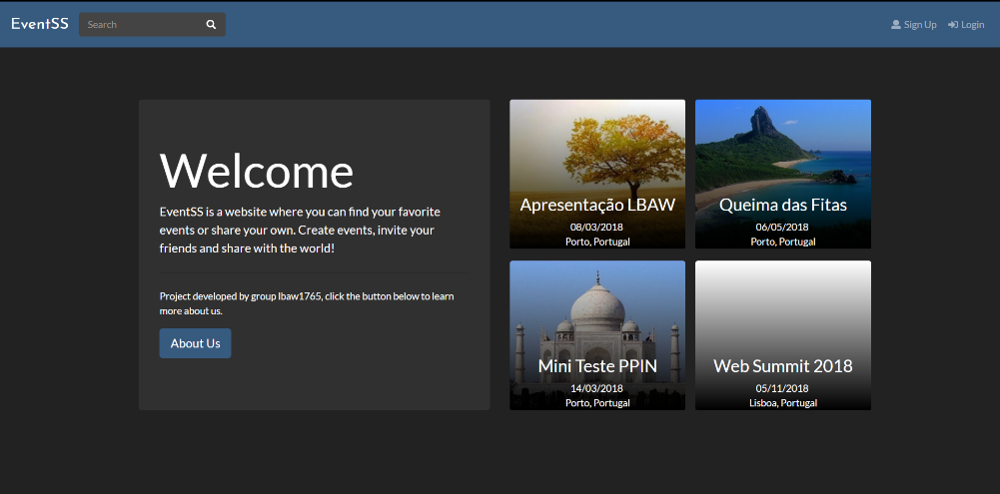 EventSS
Search
Sign Up
Login
Welcome
EventSS is a website where you can find your favorite
events or share your own. Create events, invite your
friends and share with the world!
Project developed by group lbaw1765, click the button below to learn
more about us.
About Us
Apresentação LBAW
08/03/2018
Porto, Portugal
Queima das Fitas
06/05/2018
Porto, Portugal
Mini Teste PPIN
14/03/2018
Porto, Portugal
Web Summit 2018
05/11/2018
Lisboa, Portugal